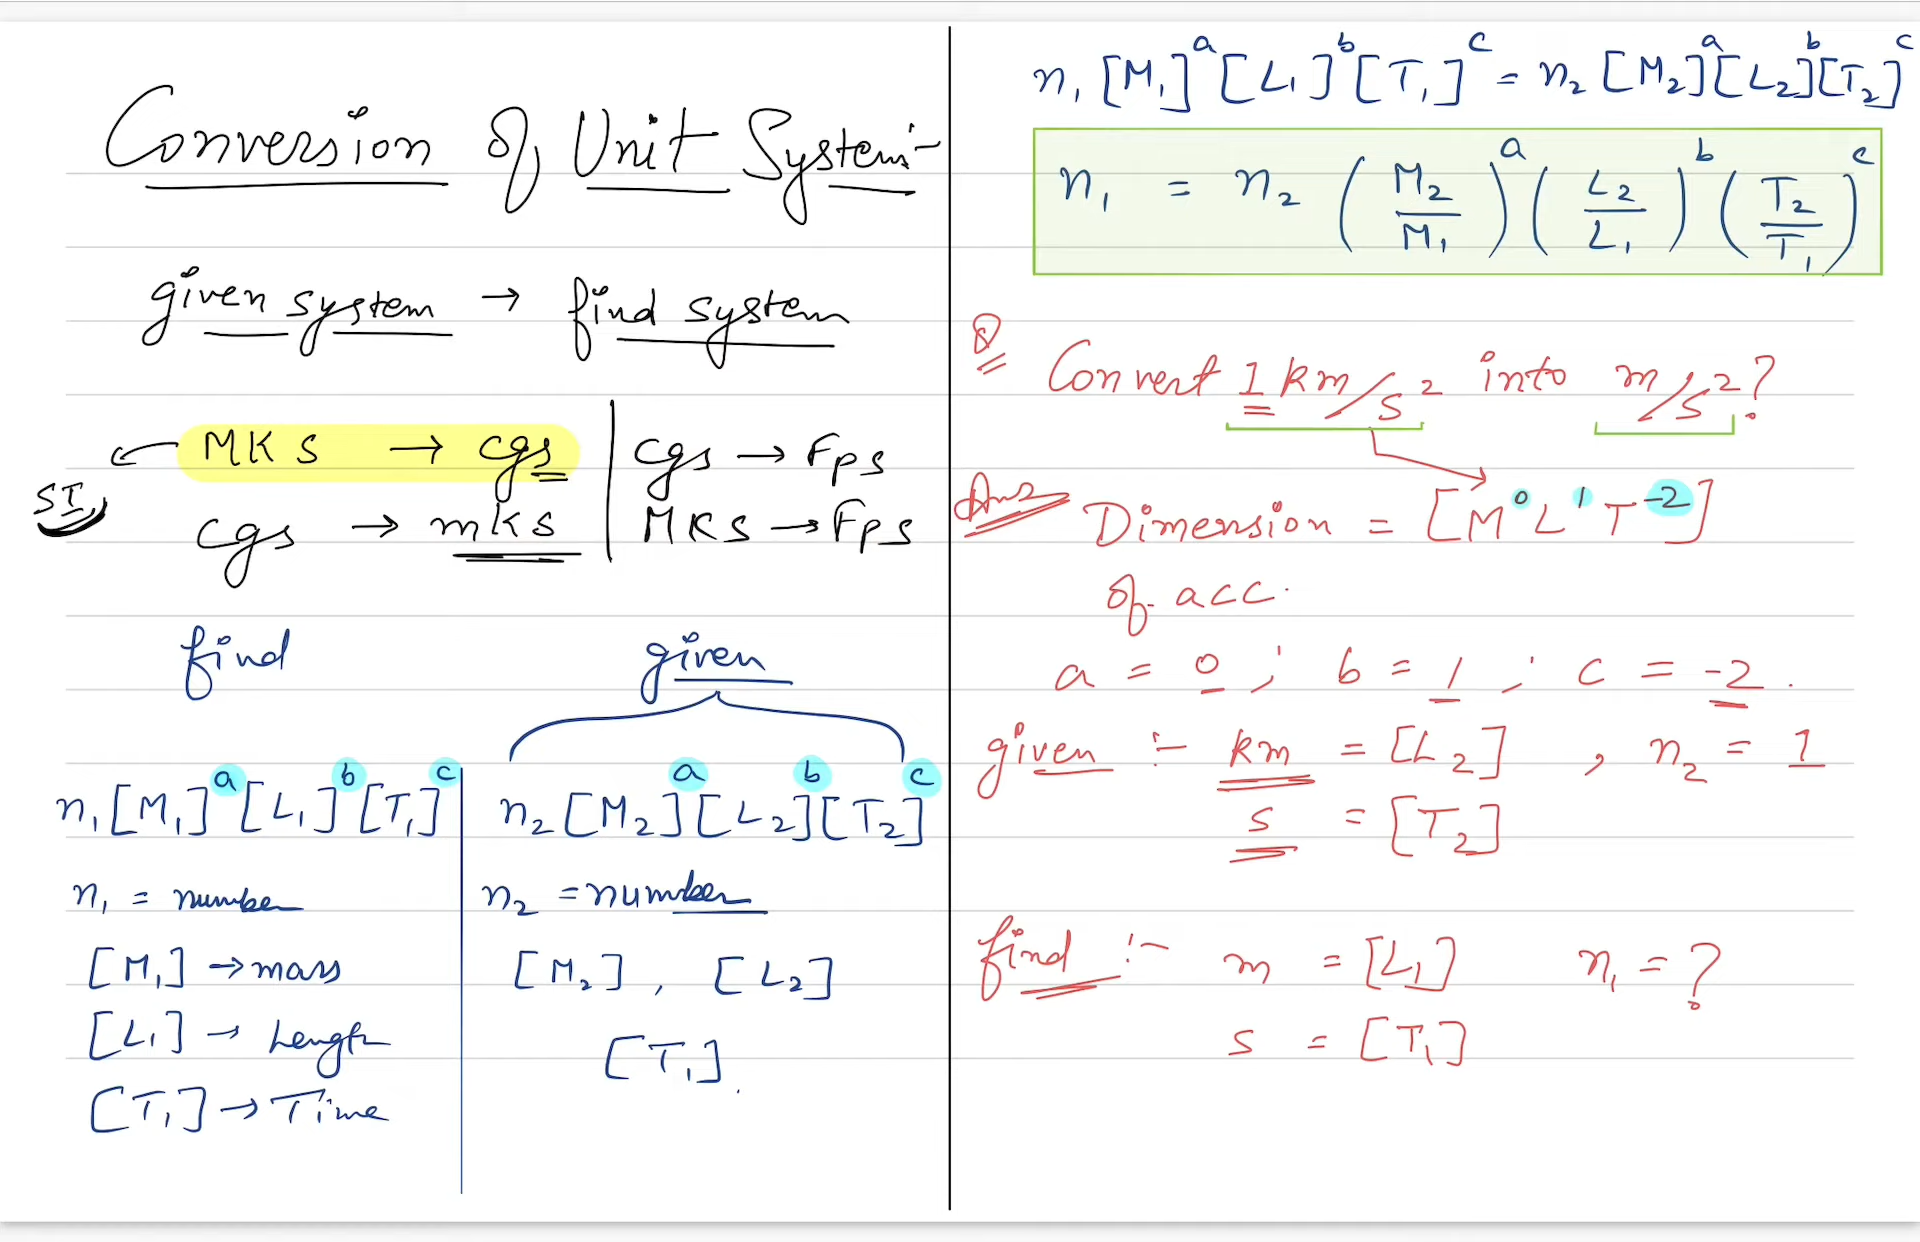 Conversion of Unit System:-
given system → find system
MKS → cgs
SI
cgs → mks
cgs → Fps
MKS → Fps
find
given
n₁ [M₁]ᵃ [L₁]ᵇ [T₁]ᶜ
n₂ [M₂]ᵃ [L₂]ᵇ [T₂]ᶜ
n₁ = number
[M₁] → mass
[L₁] → Length
[T₁] → Time
n₂ = number
[M₂] , [L₂]
[T₁] .
n₁ [M₁]ᵃ [L₁]ᵇ [T₁]ᶜ = n₂ [M₂]ᵃ [L₂]ᵇ [T₂]ᶜ
n₁ = n₂ (M₂/M₁)ᵃ (L₂/L₁)ᵇ (T₂/T₁)ᶜ
Q Convert 1 km/s² into m/s²?
Ans Dimension = [M⁰ L¹ T⁻²]
of acc.
a = 0 ; b = 1 ; c = -2 .
given :- km = [L₂] , n₂ = 1
s = [T₂]
find :- m = [L₁] n₁ = ?
s = [T₁]